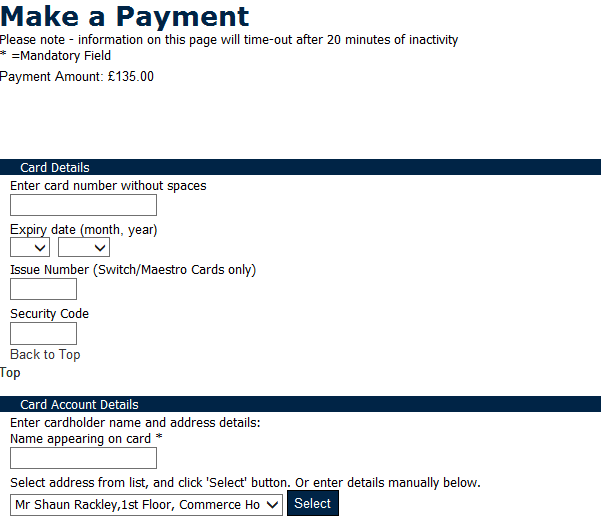 Make a Payment
Please note - information on this page will time-out after 20 minutes of inactivity
* =Mandatory Field
Payment Amount: £135.00
Card Details
Enter card number without spaces
Expiry date (month, year)
Issue Number (Switch/Maestro Cards only)
Security Code
Back to Top
Top
Card Account Details
Enter cardholder name and address details:
Name appearing on card *
Select address from list, and click 'Select' button. Or enter details manually below.
Mr Shaun Rackley,1st Floor, Commerce Ho Select